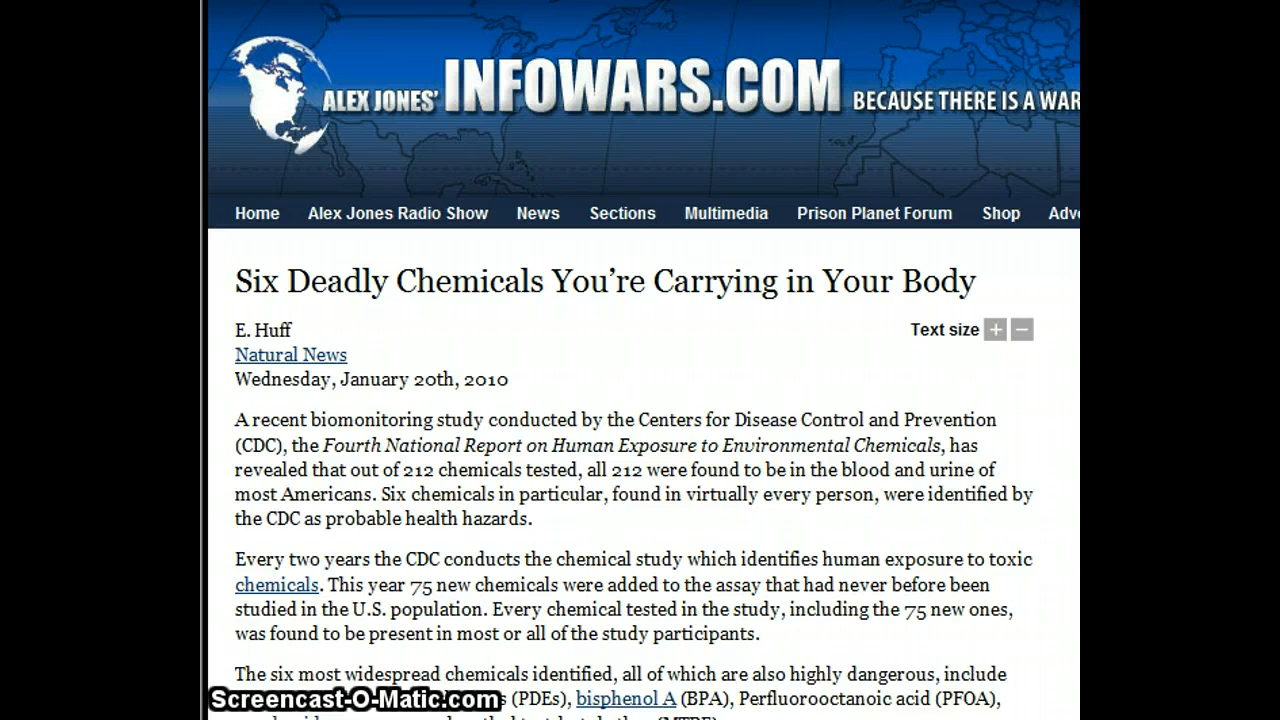 ALEX JONES' INFOWARS.COM BECAUSE THERE IS A WAR
Home Alex Jones Radio Show News Sections Multimedia Prison Planet Forum Shop Adve
Six Deadly Chemicals You're Carrying in Your Body
E. Huff
Text size + −
Natural News
Wednesday, January 20th, 2010
A recent biomonitoring study conducted by the Centers for Disease Control and Prevention
(CDC), the Fourth National Report on Human Exposure to Environmental Chemicals, has
revealed that out of 212 chemicals tested, all 212 were found to be in the blood and urine of
most Americans. Six chemicals in particular, found in virtually every person, were identified by
the CDC as probable health hazards.
Every two years the CDC conducts the chemical study which identifies human exposure to toxic
chemicals. This year 75 new chemicals were added to the assay that had never before been
studied in the U.S. population. Every chemical tested in the study, including the 75 new ones,
was found to be present in most or all of the study participants.
The six most widespread chemicals identified, all of which are also highly dangerous, include
(PDEs), bisphenol A (BPA), Perfluorooctanoic acid (PFOA),
Screencast-O-Matic.com